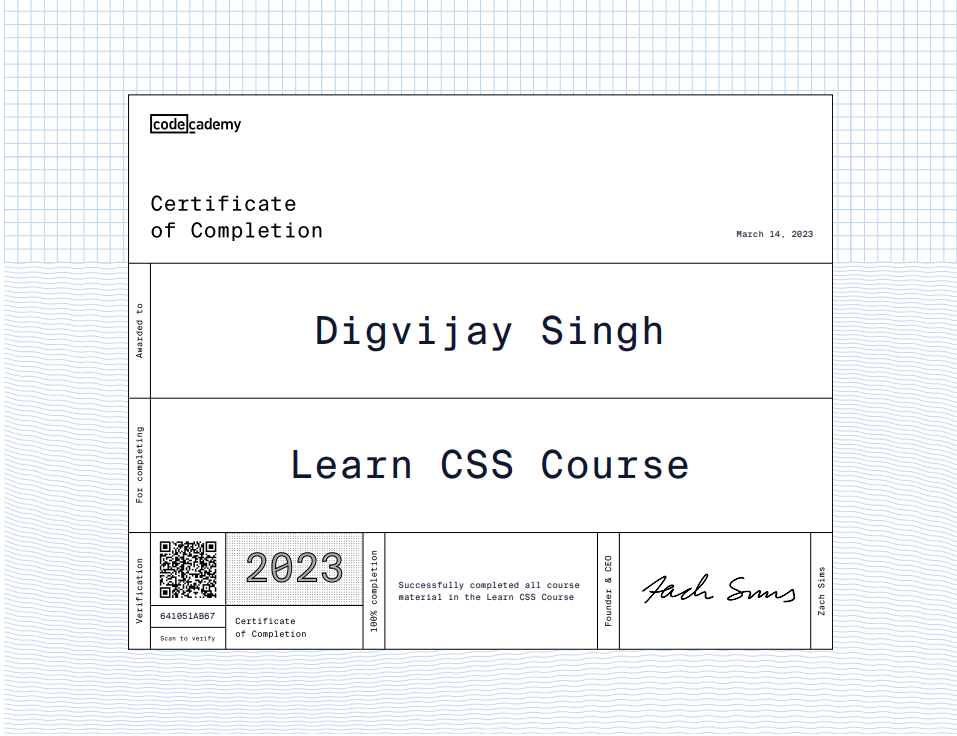 codecademy
Certificate
of Completion
March 14, 2023
Awarded to
Digvijay Singh
For completing
Learn CSS Course
Verification
641051AB67
Scan to verify
2023
Certificate
of Completion
100% completion
Successfully completed all course
material in the Learn CSS Course
Founder & CEO
Zach Sims
Zach Sims